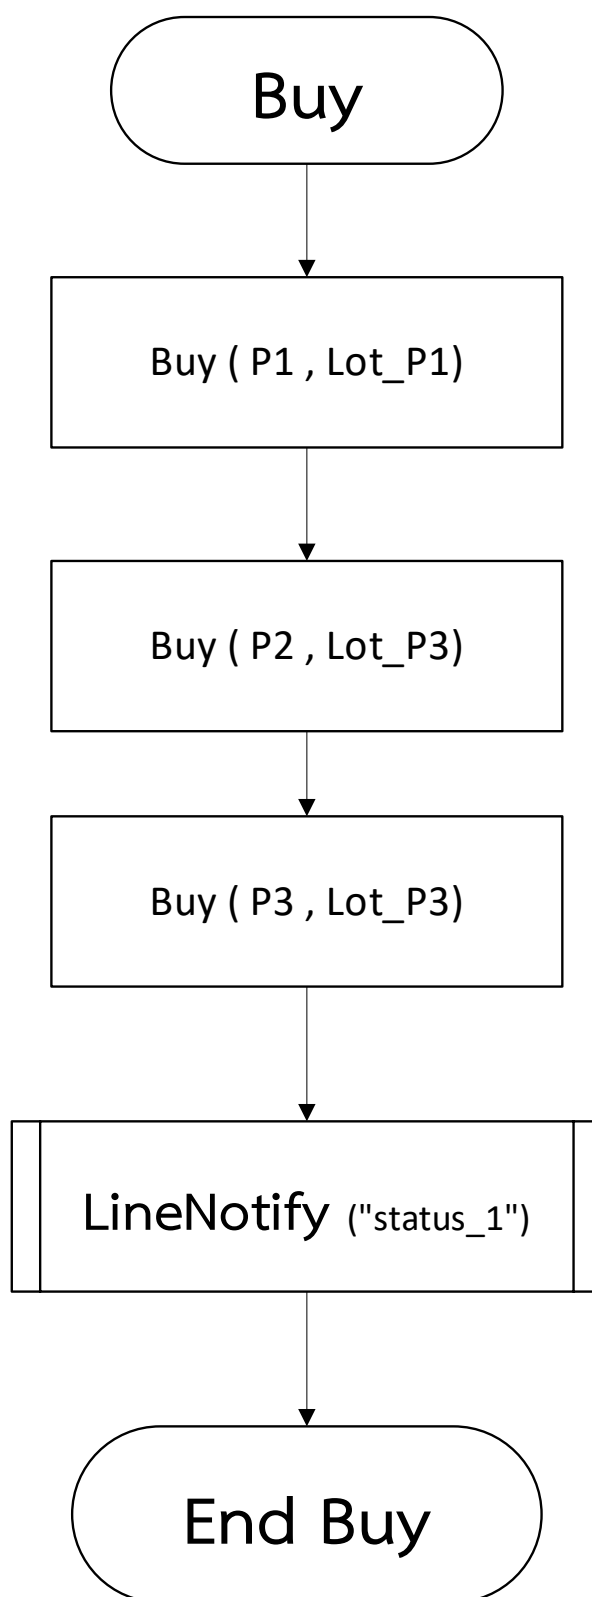 Buy
Buy ( P1 , Lot_P1)
Buy ( P2 , Lot_P3)
Buy ( P3 , Lot_P3)
LineNotify ("status_1")
End Buy